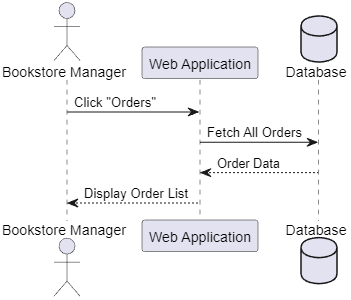 Bookstore Manager
Web Application
Database
Click "Orders"
Fetch All Orders
Order Data
Display Order List
Bookstore Manager
Web Application
Database